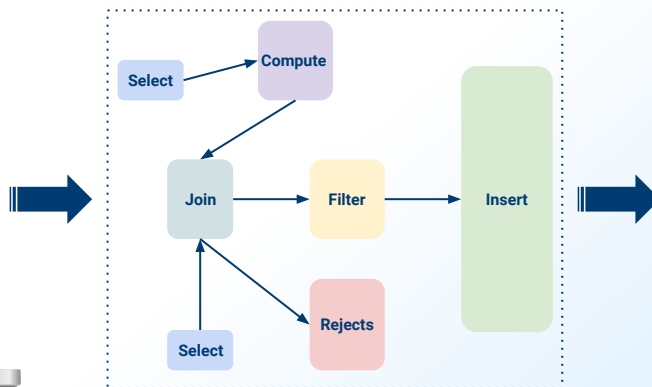 Compute
Select
Join
Filter
Insert
Rejects
Select